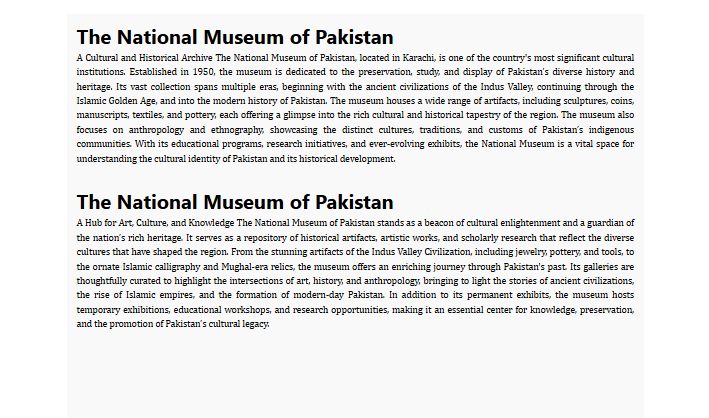 The National Museum of Pakistan
A Cultural and Historical Archive The National Museum of Pakistan, located in Karachi, is one of the country's most significant cultural
institutions. Established in 1950, the museum is dedicated to the preservation, study, and display of Pakistan's diverse history and
heritage. Its vast collection spans multiple eras, beginning with the ancient civilizations of the Indus Valley, continuing through the
Islamic Golden Age, and into the modern history of Pakistan. The museum houses a wide range of artifacts, including sculptures, coins,
manuscripts, textiles, and pottery, each offering a glimpse into the rich cultural and historical tapestry of the region. The museum also
focuses on anthropology and ethnography, showcasing the distinct cultures, traditions, and customs of Pakistan's indigenous
communities. With its educational programs, research initiatives, and ever-evolving exhibits, the National Museum is a vital space for
understanding the cultural identity of Pakistan and its historical development.
The National Museum of Pakistan
A Hub for Art, Culture, and Knowledge The National Museum of Pakistan stands as a beacon of cultural enlightenment and a guardian of
the nation's rich heritage. It serves as a repository of historical artifacts, artistic works, and scholarly research that reflect the diverse
cultures that have shaped the region. From the stunning artifacts of the Indus Valley Civilization, including jewelry, pottery, and tools, to
the ornate Islamic calligraphy and Mughal-era relics, the museum offers an enriching journey through Pakistan's past. Its galleries are
thoughtfully curated to highlight the intersections of art, history, and anthropology, bringing to light the stories of ancient civilizations,
the rise of Islamic empires, and the formation of modern-day Pakistan. In addition to its permanent exhibits, the museum hosts
temporary exhibitions, educational workshops, and research opportunities, making it an essential center for knowledge, preservation,
and the promotion of Pakistan's cultural legacy.